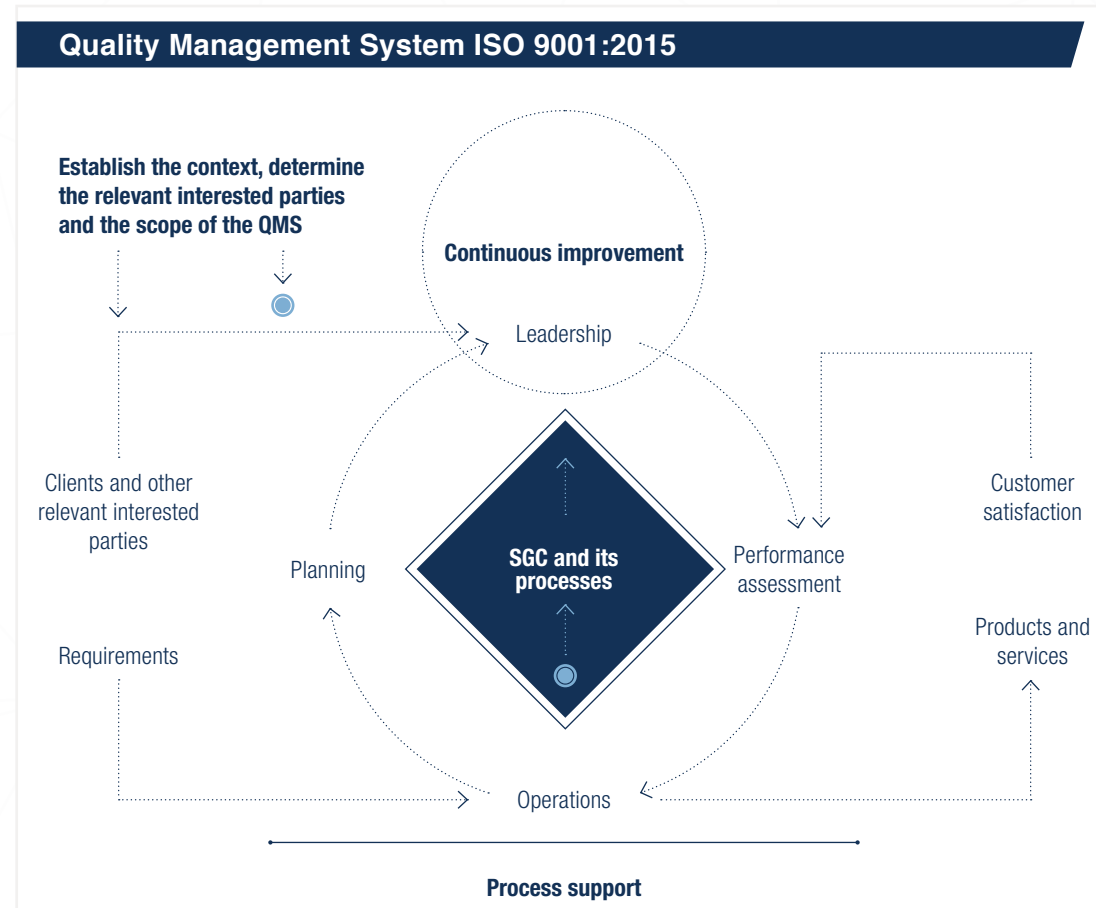 Quality Management System ISO 9001:2015
Establish the context, determine
the relevant interested parties
and the scope of the QMS
Continuous improvement
Leadership
Clients and other
relevant interested
parties
Customer
satisfaction
Planning
SGC and its
processes
Performance
assessment
Requirements
Products and
services
Operations
Process support